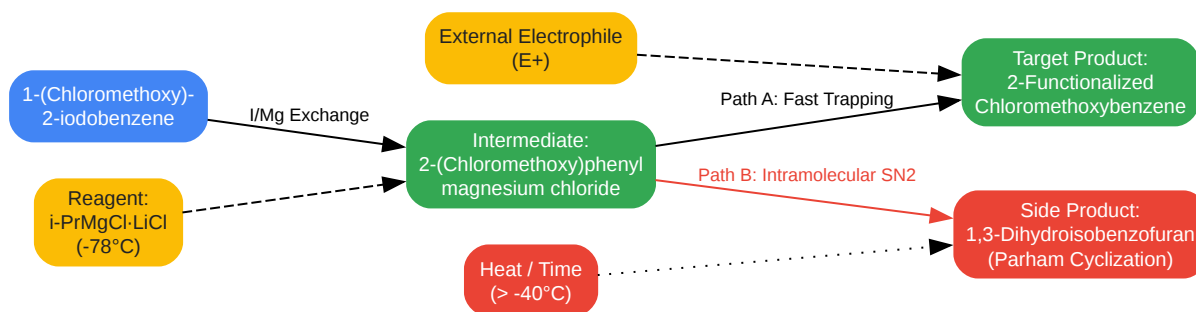 External Electrophile
(E+)
Target Product:
2-Functionalized
Chloromethoxybenzene
1-(Chloromethoxy)-
2-iodobenzene
I/Mg Exchange
Path A: Fast Trapping
Intermediate:
2-(Chloromethoxy)phenyl
magnesium chloride
Path B: Intramolecular SN2
Reagent:
i-PrMgCl·LiCl
(-78°C)
Side Product:
1,3-Dihydroisobenzofuran
(Parham Cyclization)
Heat / Time
(> -40°C)